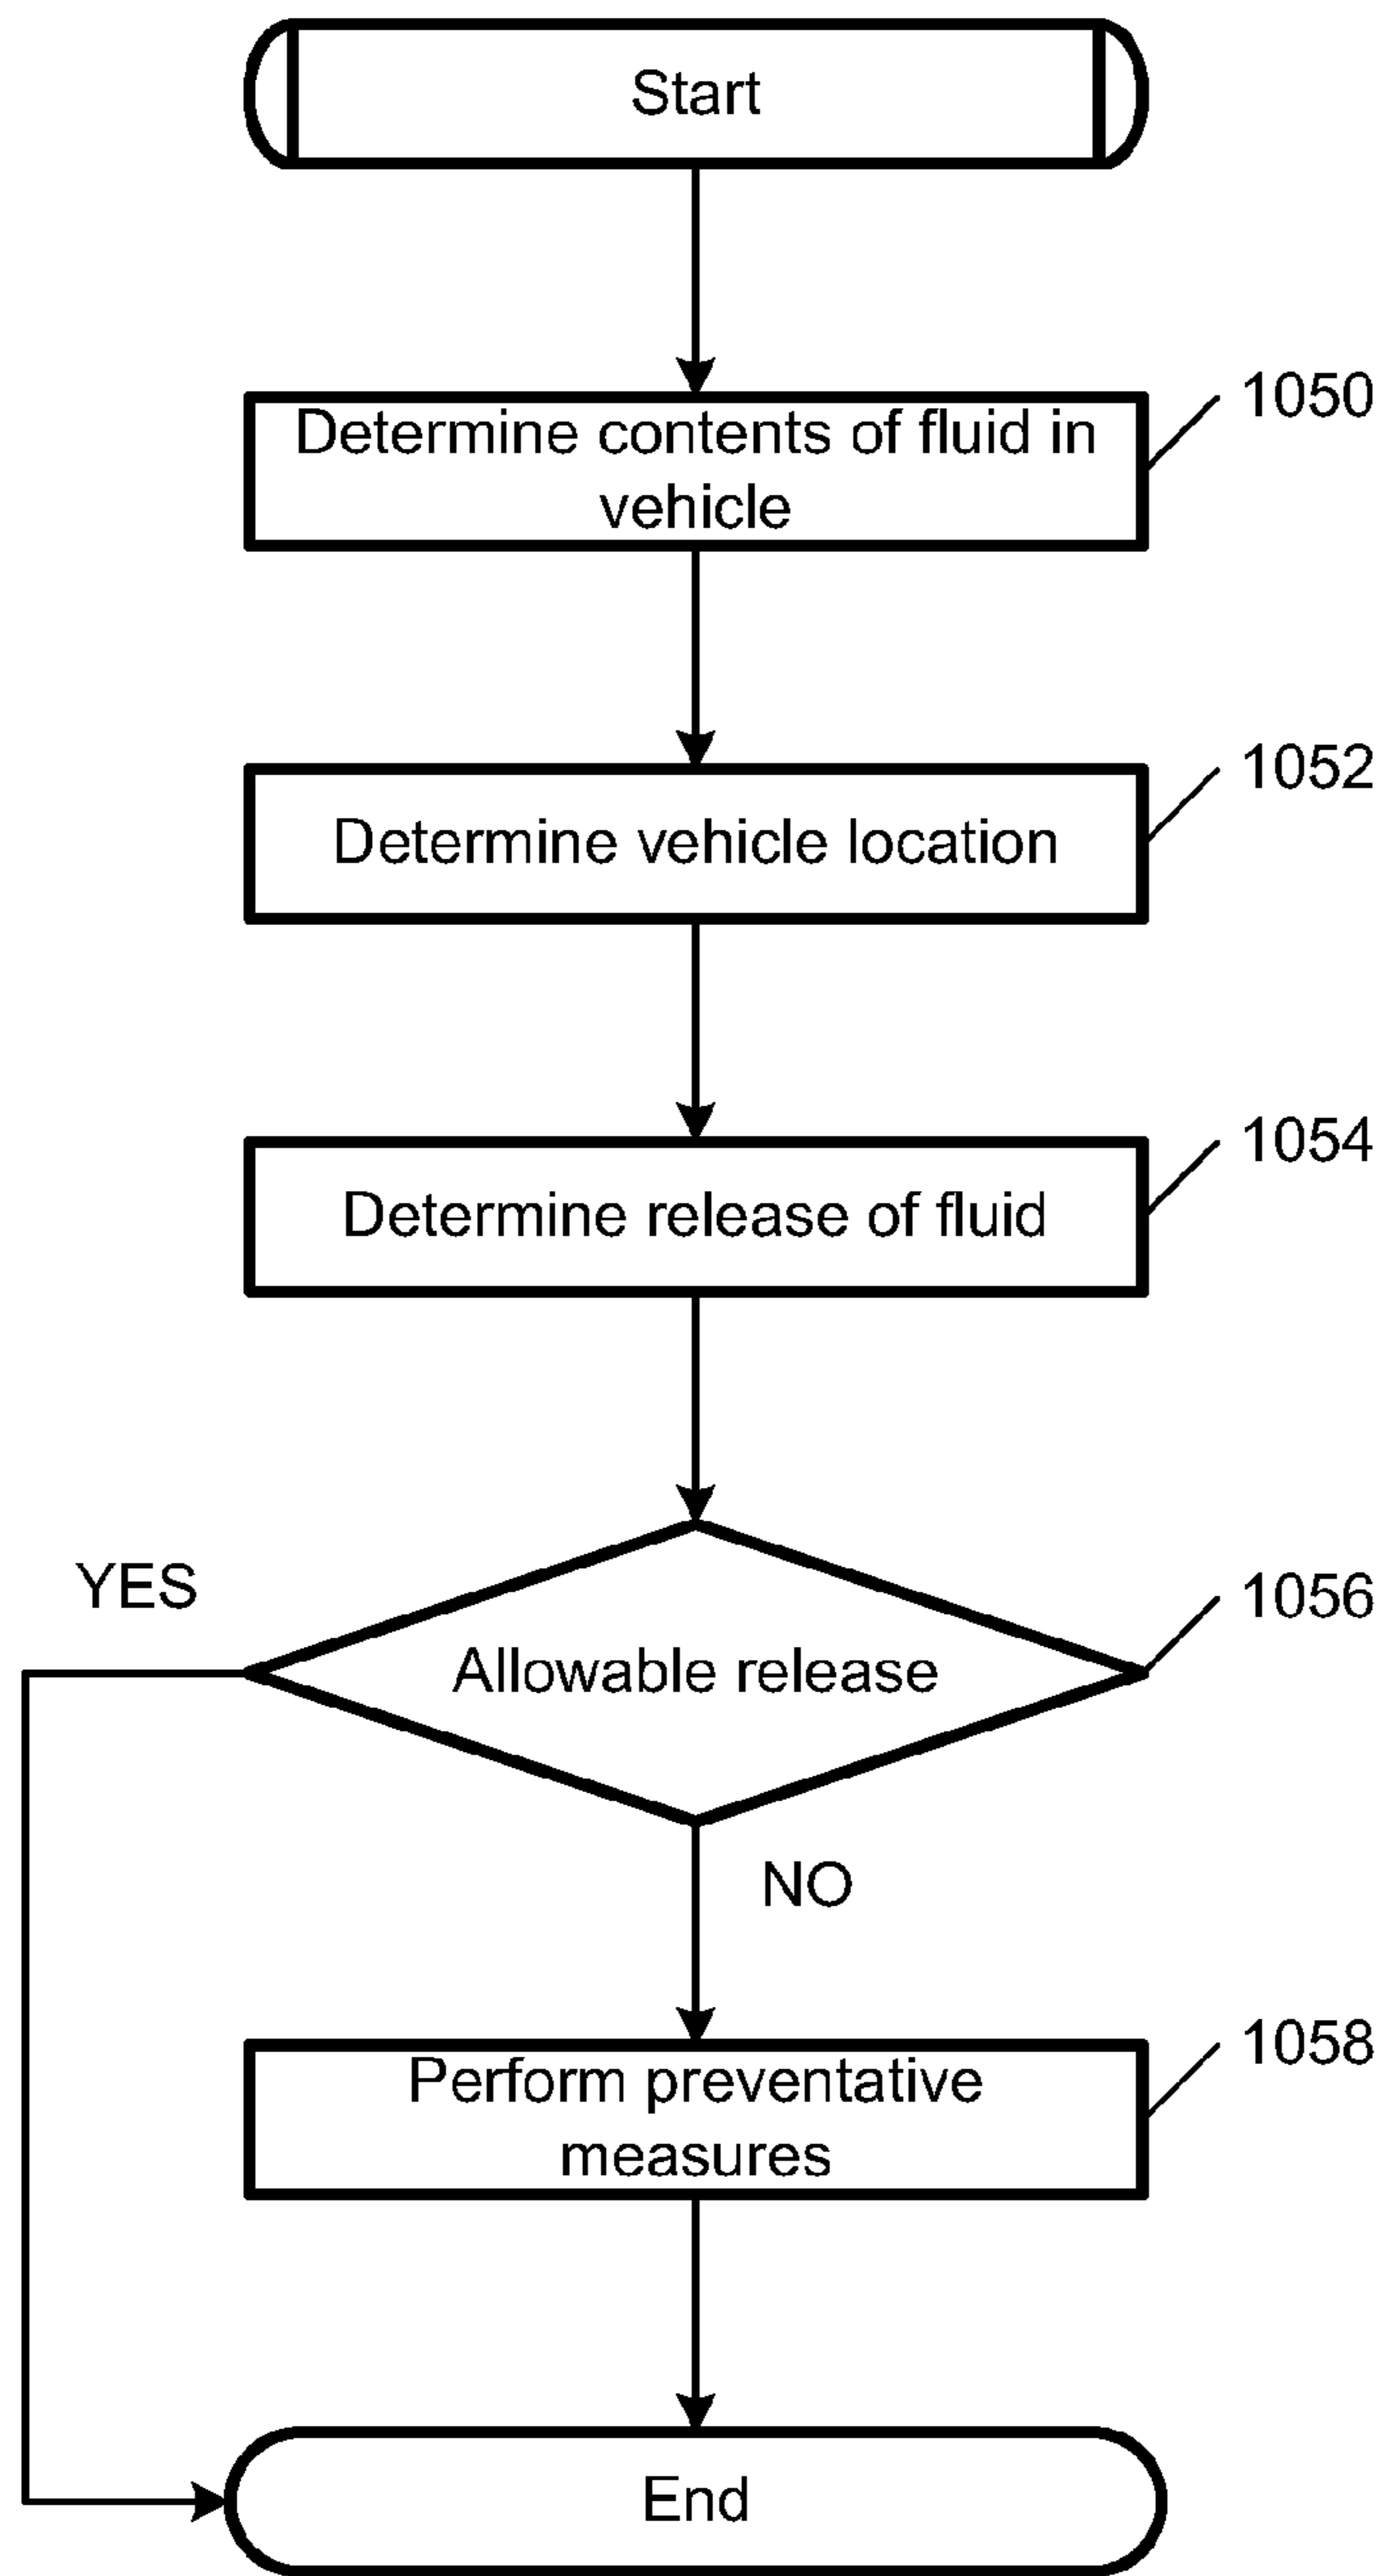 Start
1050
Determine contents of fluid in
vehicle
1052
Determine vehicle location
1054
Determine release of fluid
YES
1056
Allowable release
NO
1058
Perform preventative
measures
End